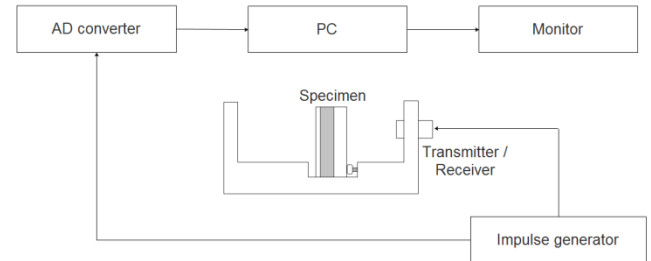 AD converter
PC
Monitor
Specimen
Transmitter /
Receiver
Impulse generator